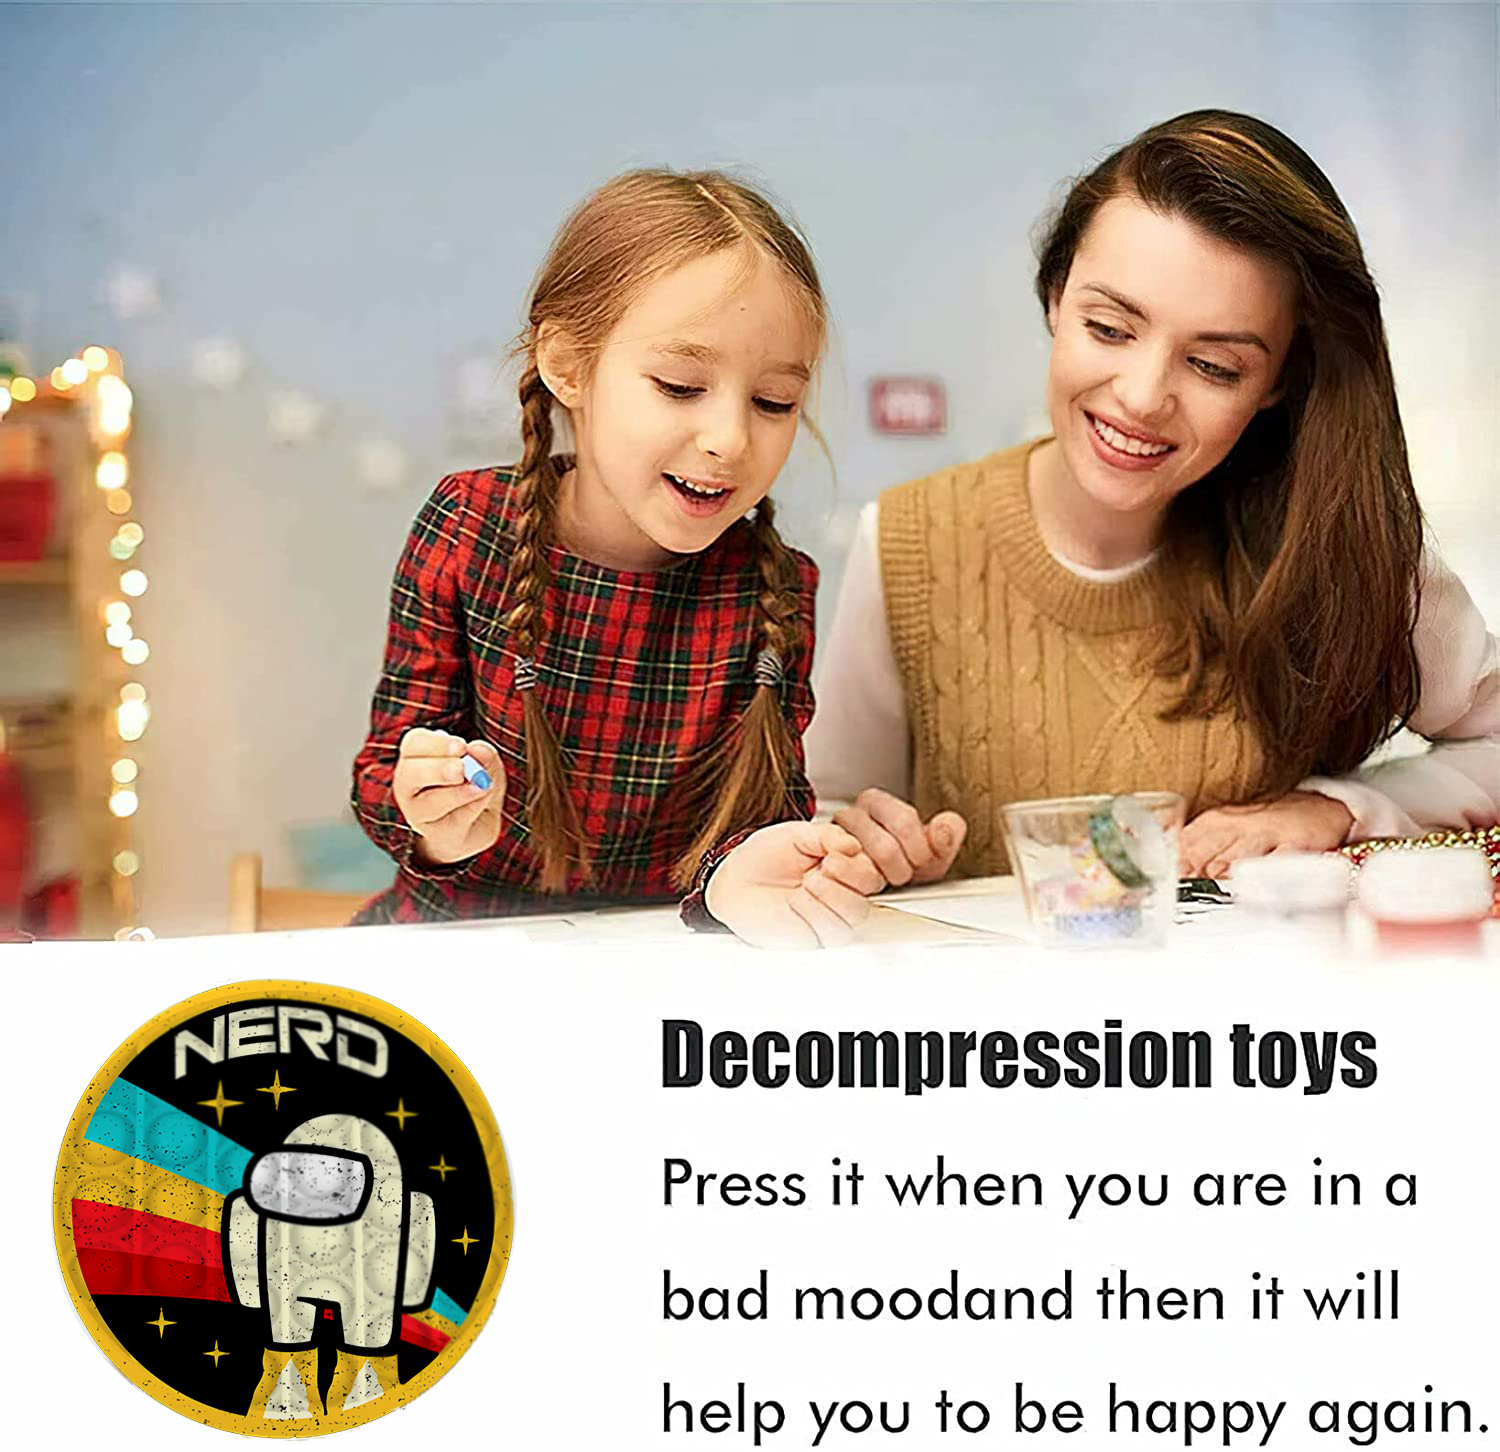 NERD
Decompression toys
Press it when you are in a
bad moodand then it will
help you to be happy again.